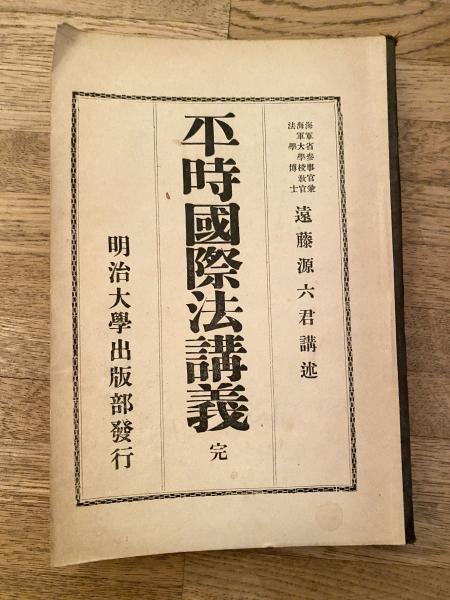 海軍省参事官兼
海軍大學校敎官
法學博士
遠藤源六君講述
平時國際法講義 完
明治大學出版部發行